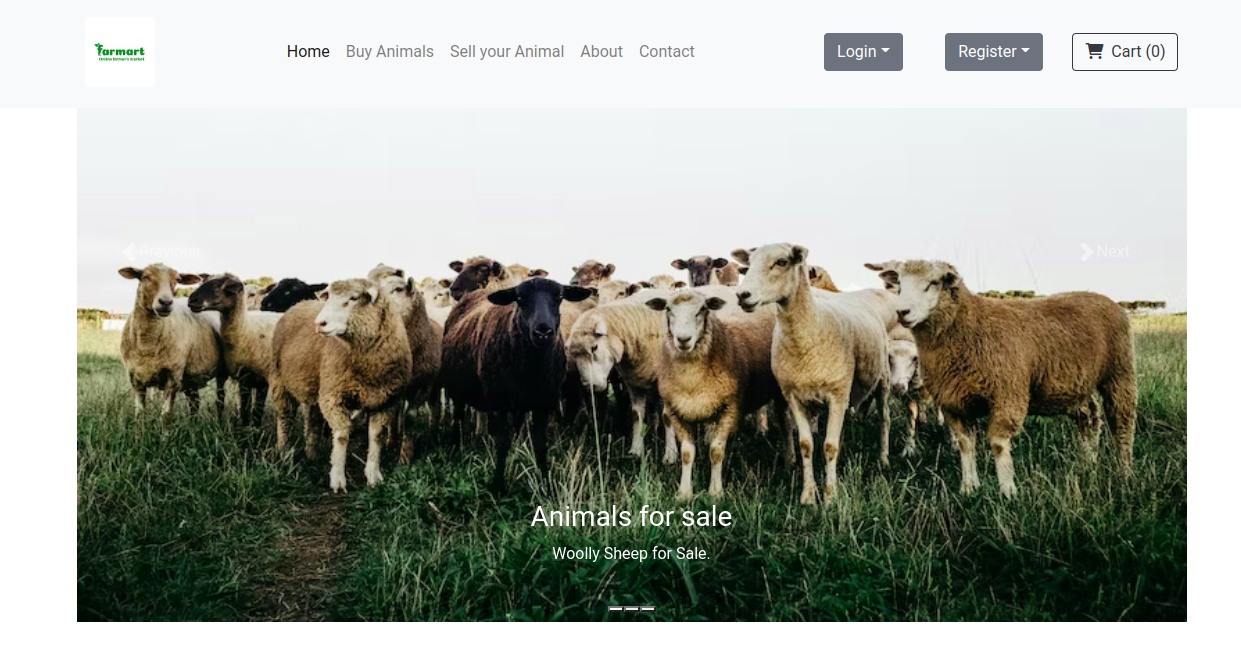 farmart
Online farmer's market
Home Buy Animals Sell your Animal About Contact
Login Register Cart (0)
Previous
Next
Animals for sale
Woolly Sheep for Sale.